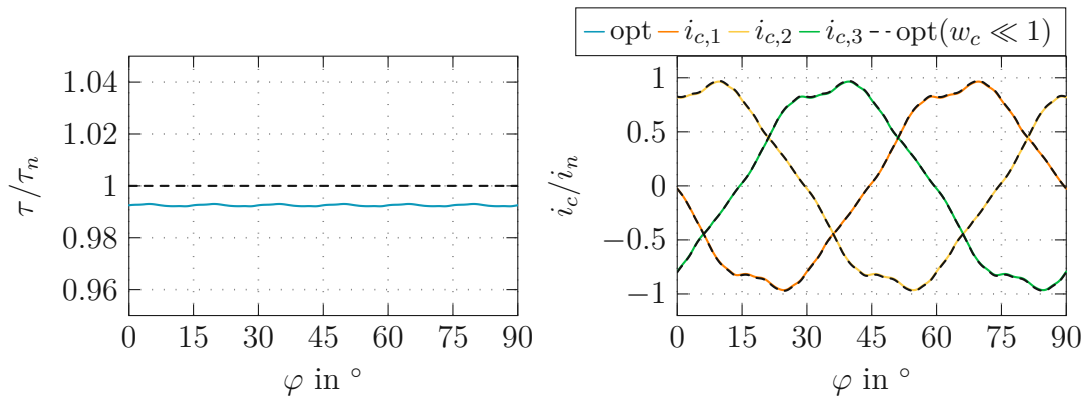 opt i_{c,1} i_{c,2} i_{c,3} opt(w_c ≪ 1)
1.04
1.02
1
0.98
0.96
τ/τ_n
0 15 30 45 60 75 90
φ in °
1
0.5
0
−0.5
−1
i_c/i_n
0 15 30 45 60 75 90
φ in °